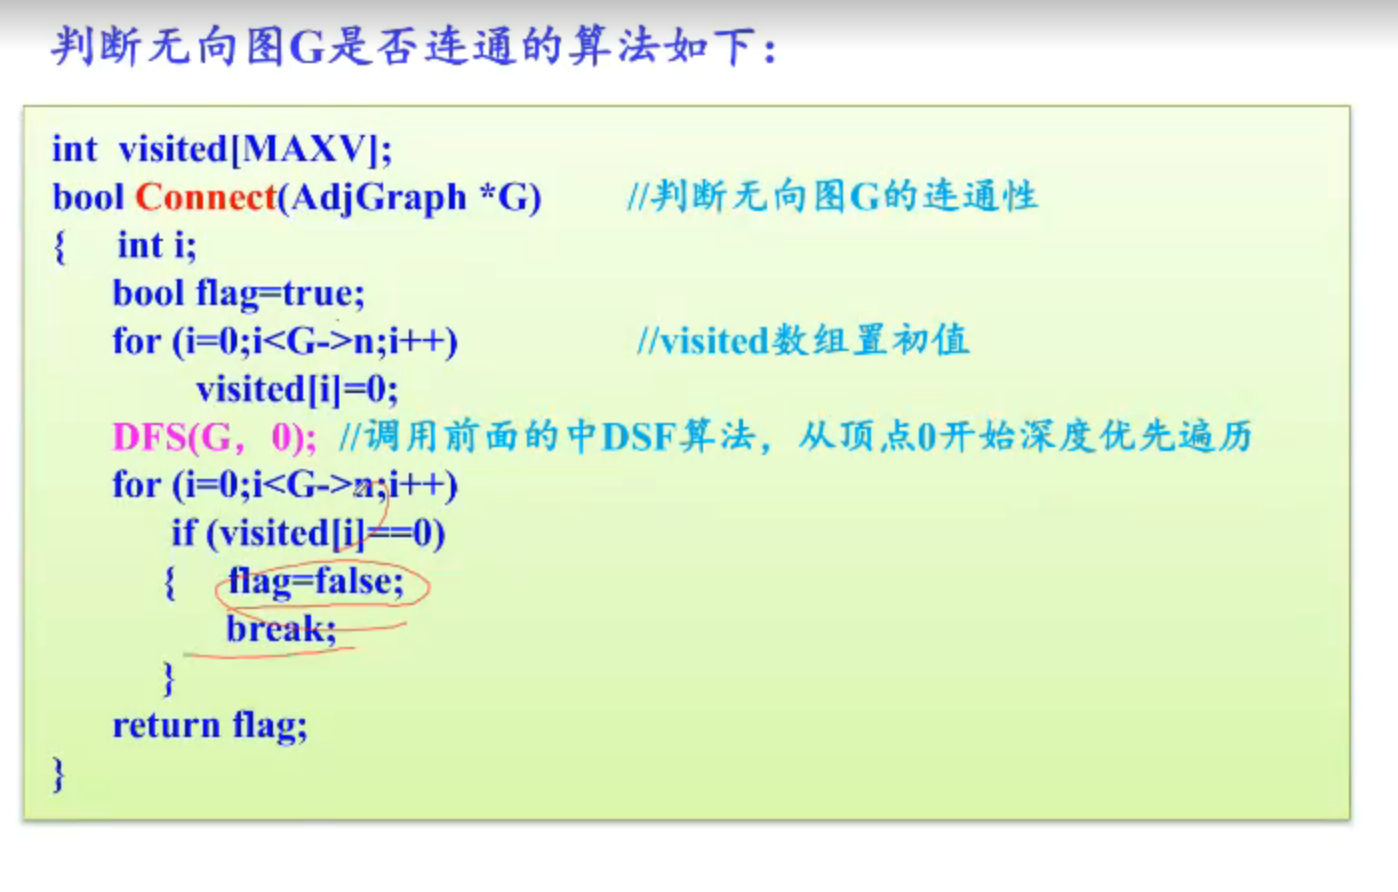 判断无向图G是否连通的算法如下：
int visited[MAXV];
bool Connect(AdjGraph *G) //判断无向图G的连通性
{ int i;
bool flag=true;
for (i=0;i<G->n;i++) //visited数组置初值
visited[i]=0;
DFS(G，0); //调用前面的中DSF算法，从顶点0开始深度优先遍历
for (i=0;i<G->n;i++)
if (visited[i]==0)
{ flag=false;
break;
}
return flag;
}